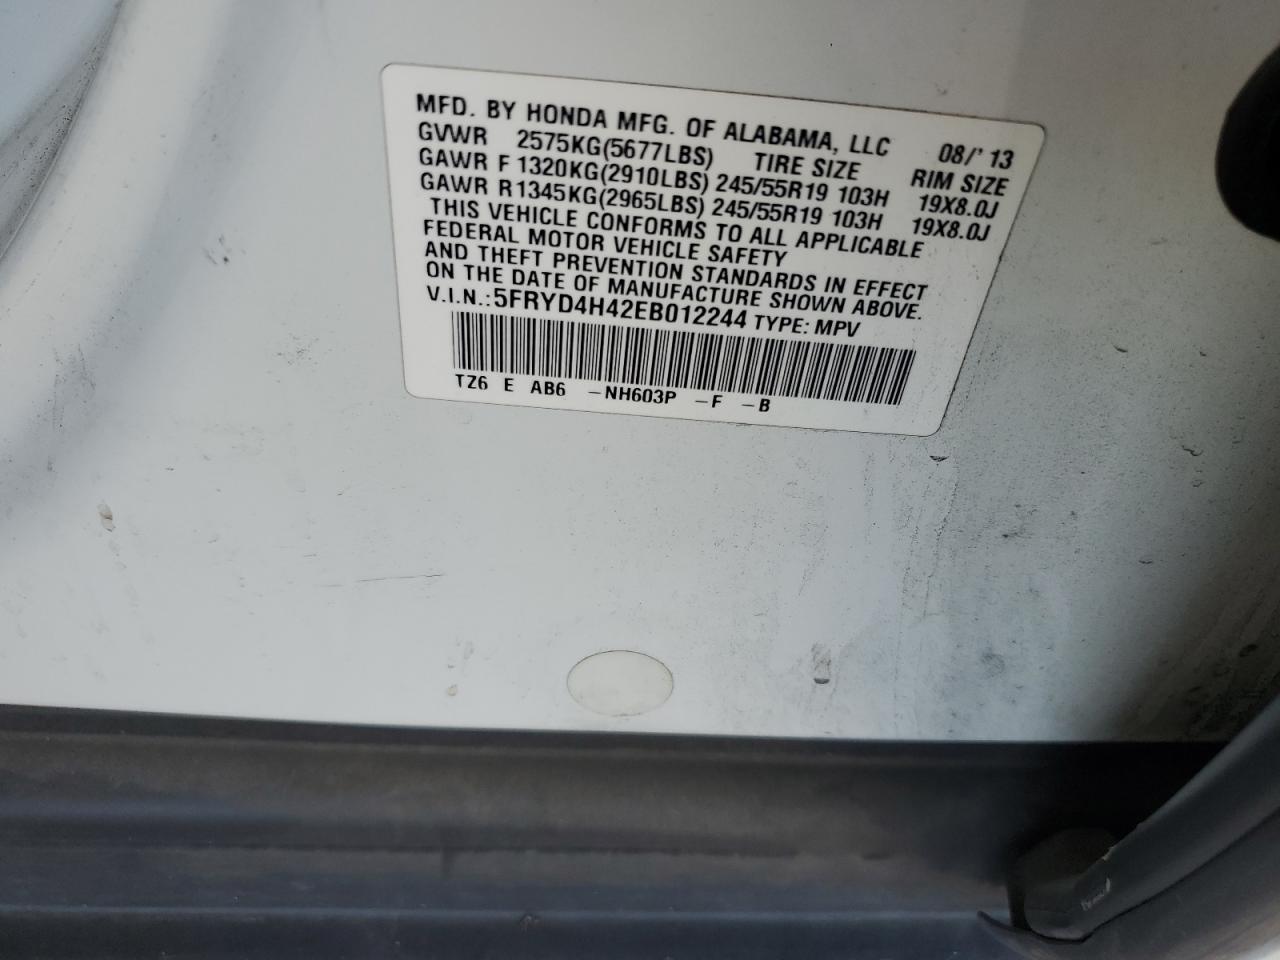 MFD. BY HONDA MFG. OF ALABAMA, LLC 08/'13
GVWR 2575KG(5677LBS) TIRE SIZE RIM SIZE
GAWR F 1320KG(2910LBS) 245/55R19 103H 19X8.0J
GAWR R 1345KG(2965LBS) 245/55R19 103H 19X8.0J
THIS VEHICLE CONFORMS TO ALL APPLICABLE
FEDERAL MOTOR VEHICLE SAFETY
AND THEFT PREVENTION STANDARDS IN EFFECT
ON THE DATE OF MANUFACTURE SHOWN ABOVE.
V.I.N.:5FRYD4H42EB012244 TYPE: MPV
TZ6 E AB6 -NH603P -F -B